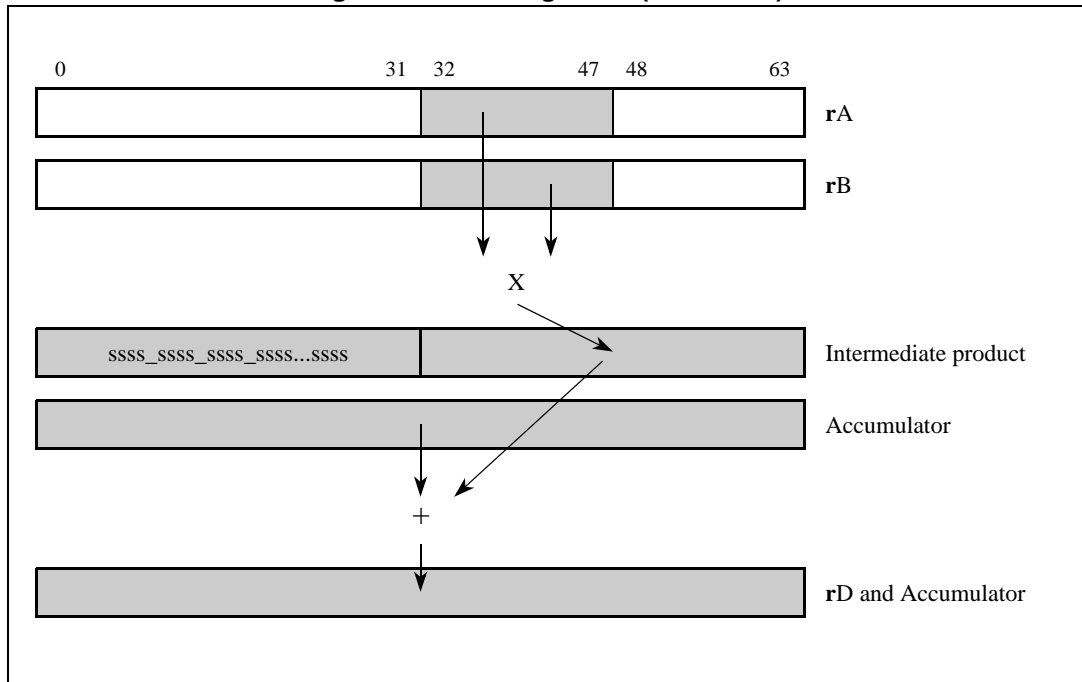 0 31 32 47 48 63
rA
rB
X
ssss_ssss_ssss_ssss...ssss Intermediate product
Accumulator
+
rD and Accumulator